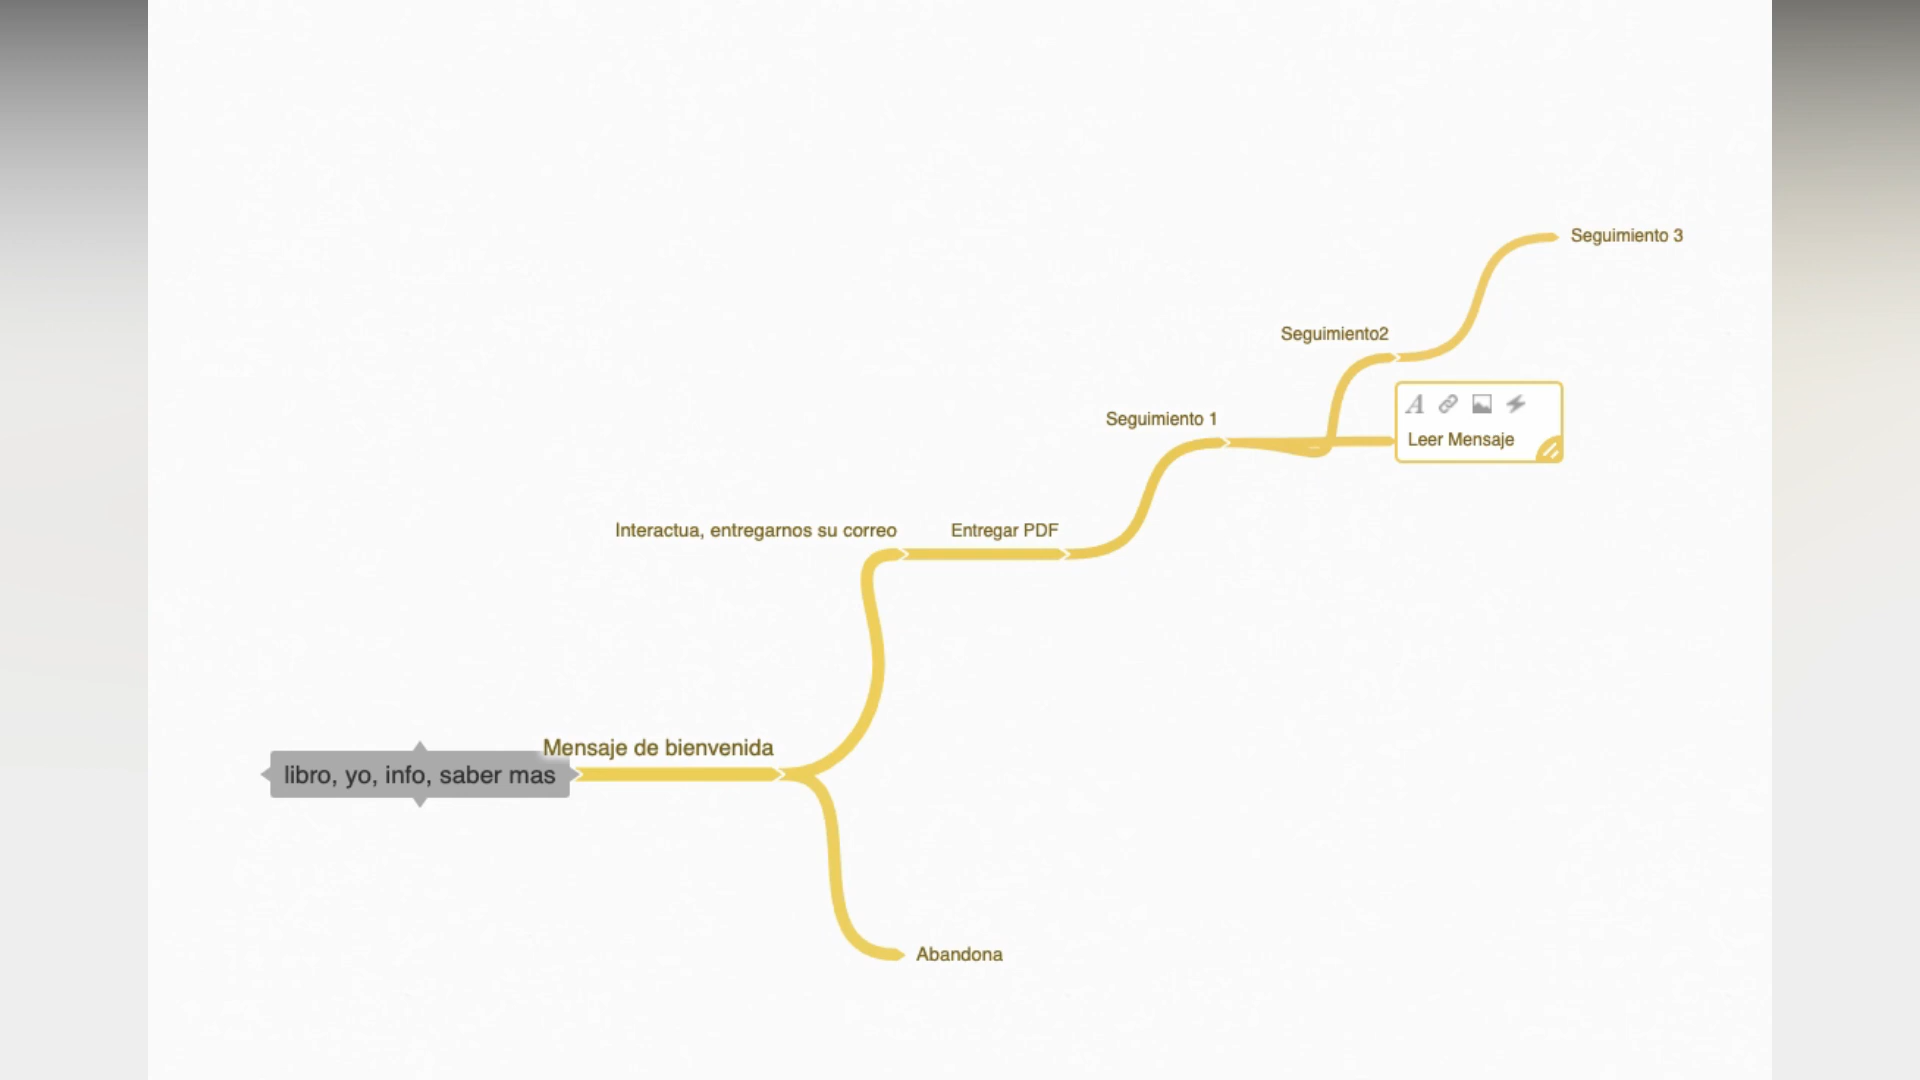 Seguimiento 3
Seguimiento2
Seguimiento 1
Leer Mensaje
Interactua, entregarnos su correo
Entregar PDF
Mensaje de bienvenida
libro, yo, info, saber mas
Abandona